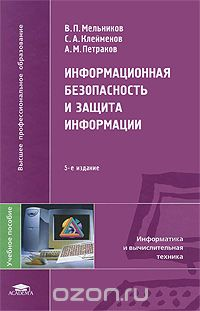 В. П. Мельников
С. А. Клейменов
А. М. Петраков
ИНФОРМАЦИОННАЯ
БЕЗОПАСНОСТЬ
И ЗАЩИТА
ИНФОРМАЦИИ
5-е издание
Высшее профессиональное образование
Учебное пособие
Информатика
и вычислительная
техника
ACADEMA
ozon.ru